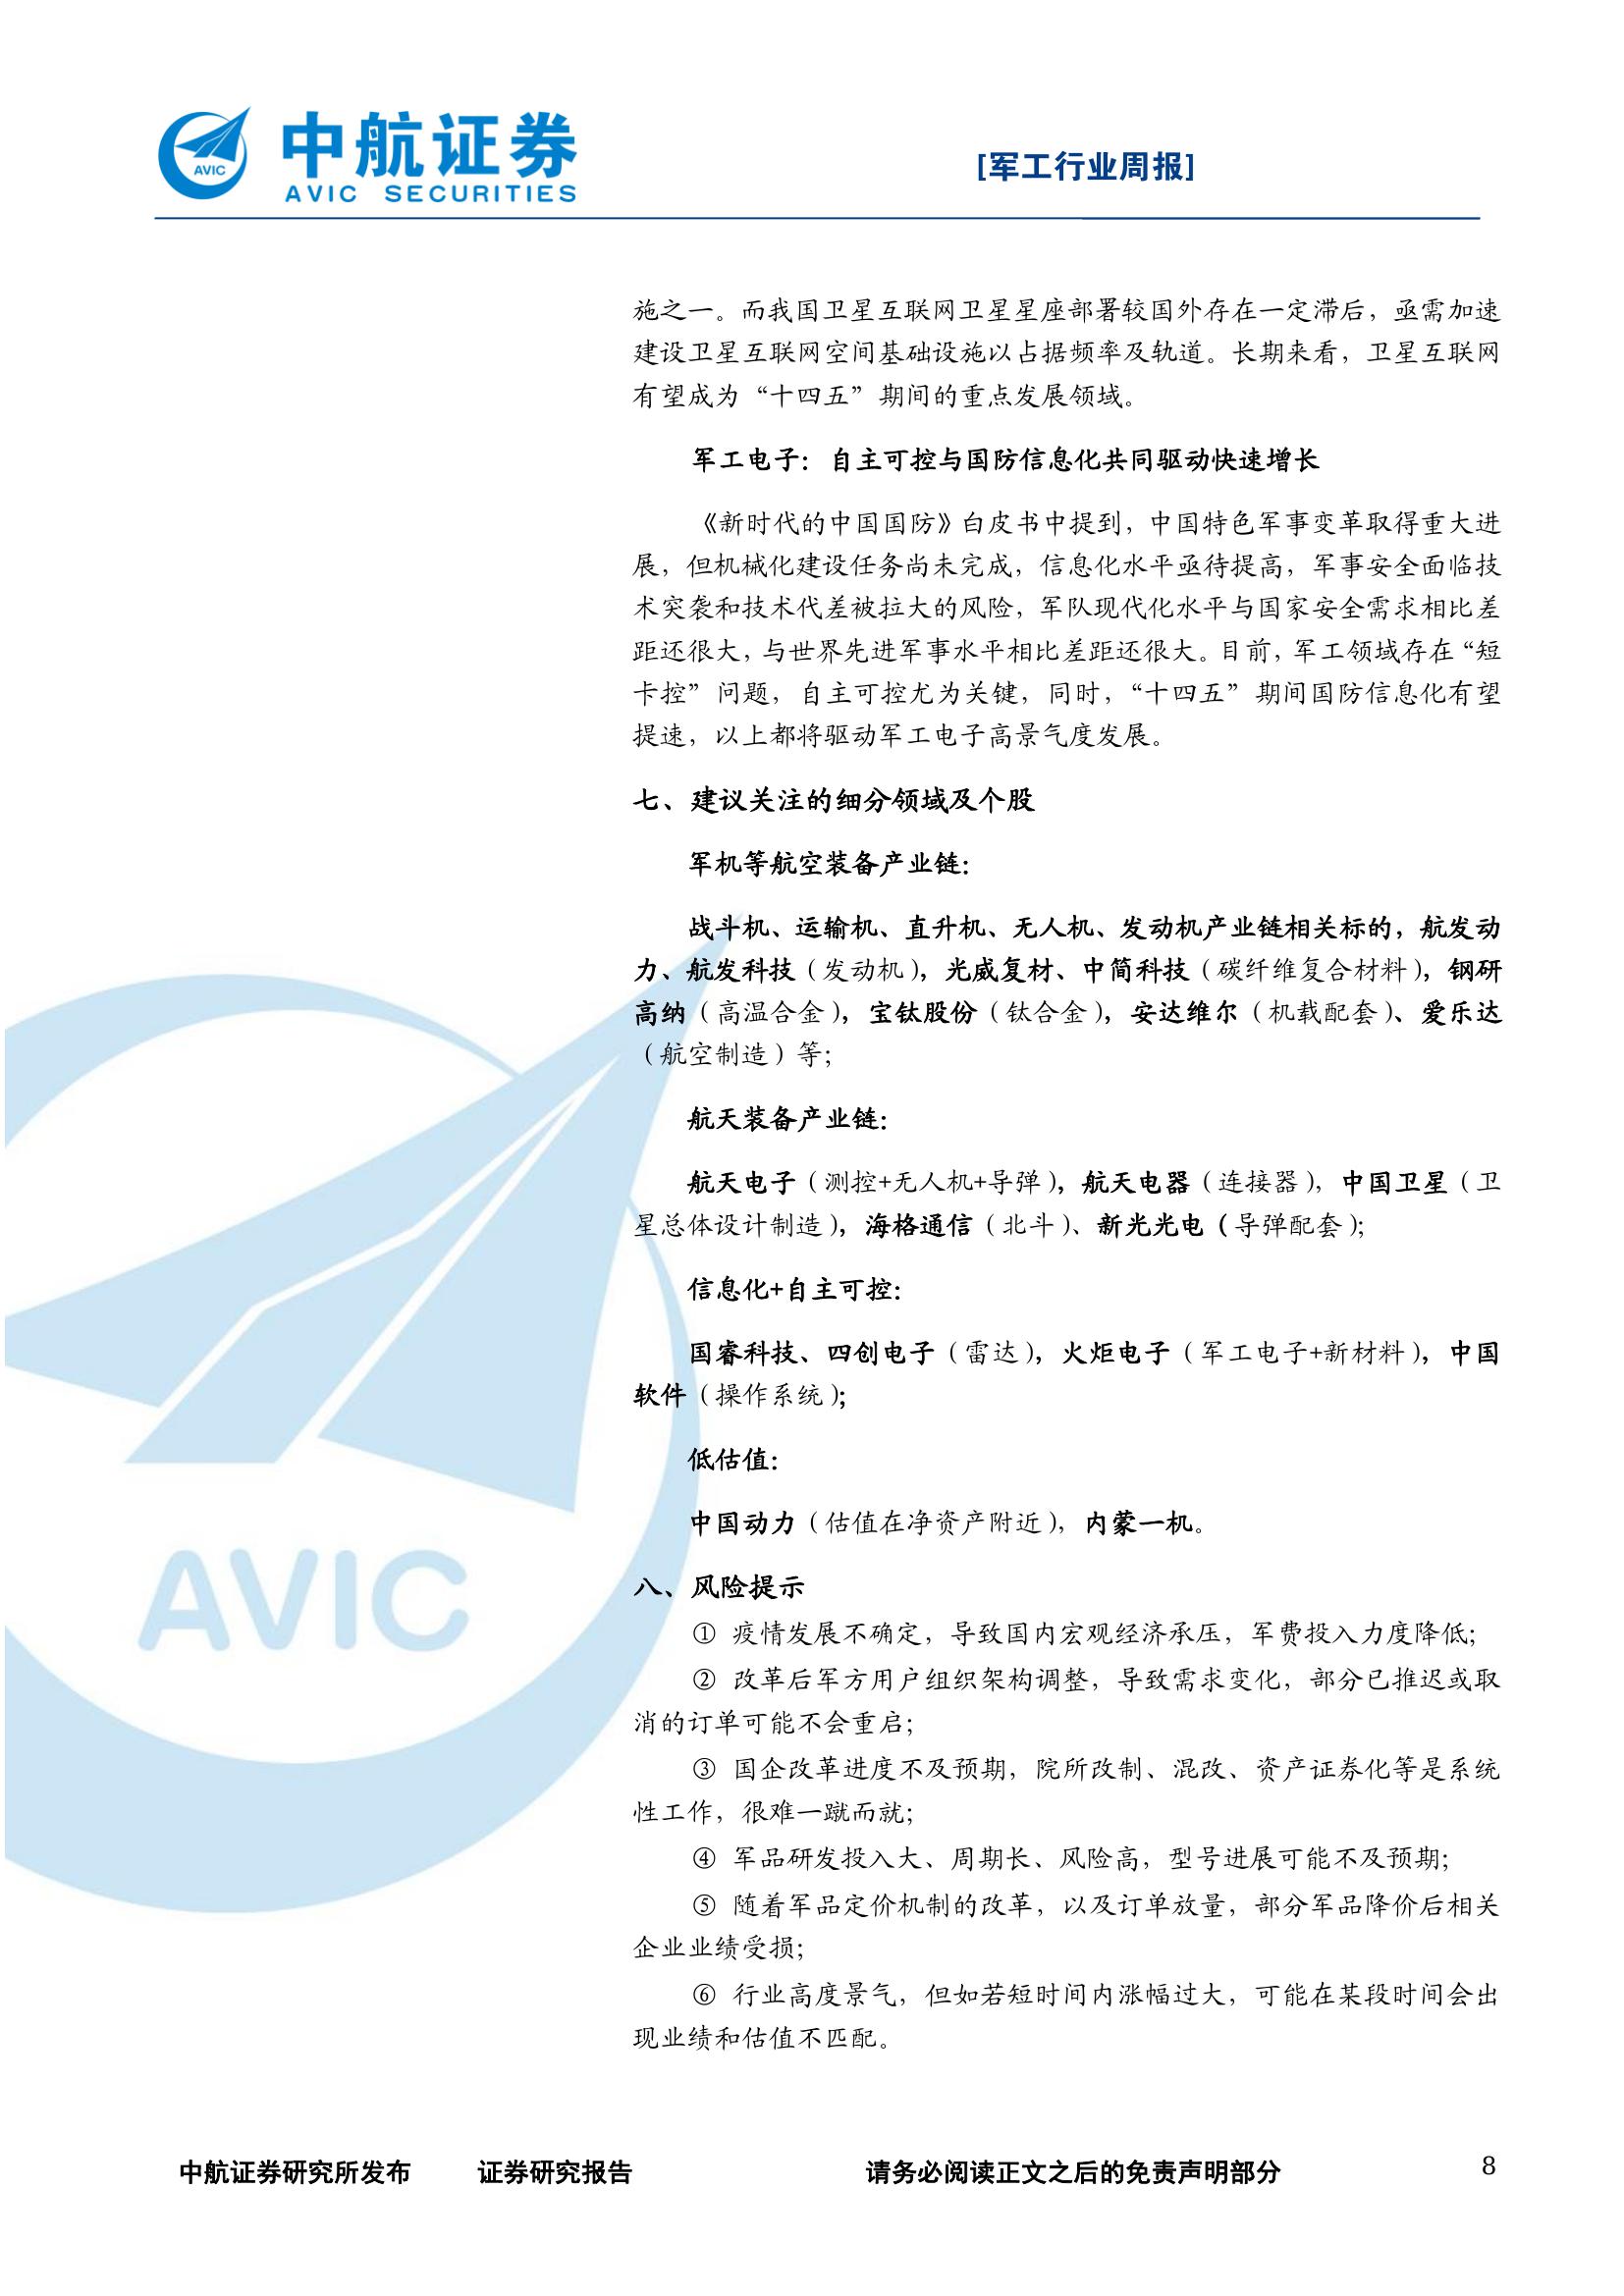 中航证券
AVIC SECURITIES
AVIC
[军工行业周报]
施之一。而我国卫星互联网卫星星座部署较国外存在一定滞后，亟需加速
建设卫星互联网空间基础设施以占据频率及轨道。长期来看，卫星互联网
有望成为“十四五”期间的重点发展领域。
军工电子：自主可控与国防信息化共同驱动快速增长
《新时代的中国国防》白皮书中提到，中国特色军事变革取得重大进
展，但机械化建设任务尚未完成，信息化水平亟待提高，军事安全面临技
术突袭和技术代差被拉大的风险，军队现代化水平与国家安全需求相比差
距还很大，与世界先进军事水平相比差距还很大。目前，军工领域存在“短
卡控”问题，自主可控尤为关键，同时，“十四五”期间国防信息化有望
提速，以上都将驱动军工电子高景气度发展。
七、建议关注的细分领域及个股
军机等航空装备产业链：
战斗机、运输机、直升机、无人机、发动机产业链相关标的，航发动
力、航发科技（发动机），光威复材、中简科技（碳纤维复合材料），钢研
高纳（高温合金），宝钛股份（钛合金），安达维尔（机载配套）、爱乐达
（航空制造）等；
航天装备产业链：
航天电子（测控+无人机+导弹），航天电器（连接器），中国卫星（卫
星总体设计制造），海格通信（北斗）、新光光电（导弹配套）；
信息化+自主可控：
国睿科技、四创电子（雷达），火炬电子（军工电子+新材料），中国
软件（操作系统）；
低估值：
中国动力（估值在净资产附近），内蒙一机。
八、风险提示
① 疫情发展不确定，导致国内宏观经济承压，军费投入力度降低；
② 改革后军方用户组织架构调整，导致需求变化，部分已推迟或取
消的订单可能不会重启；
③ 国企改革进度不及预期，院所改制、混改、资产证券化等是系统
性工作，很难一蹴而就；
④ 军品研发投入大、周期长、风险高，型号进展可能不及预期；
⑤ 随着军品定价机制的改革，以及订单放量，部分军品降价后相关
企业业绩受损；
⑥ 行业高度景气，但如若短时间内涨幅过大，可能在某段时间会出
现业绩和估值不匹配。
AVIC
中航证券研究所发布 证券研究报告 请务必阅读正文之后的免责声明部分 8